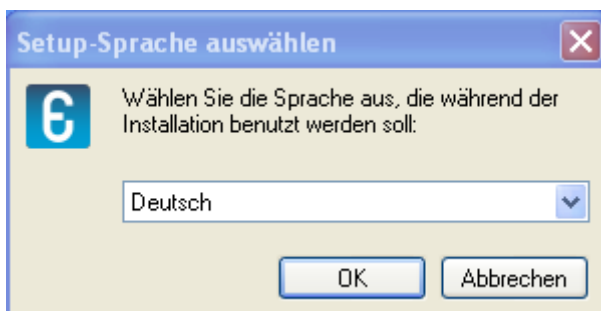 Setup-Sprache auswählen
Wählen Sie die Sprache aus, die während der
Installation benutzt werden soll:
Deutsch
OK Abbrechen